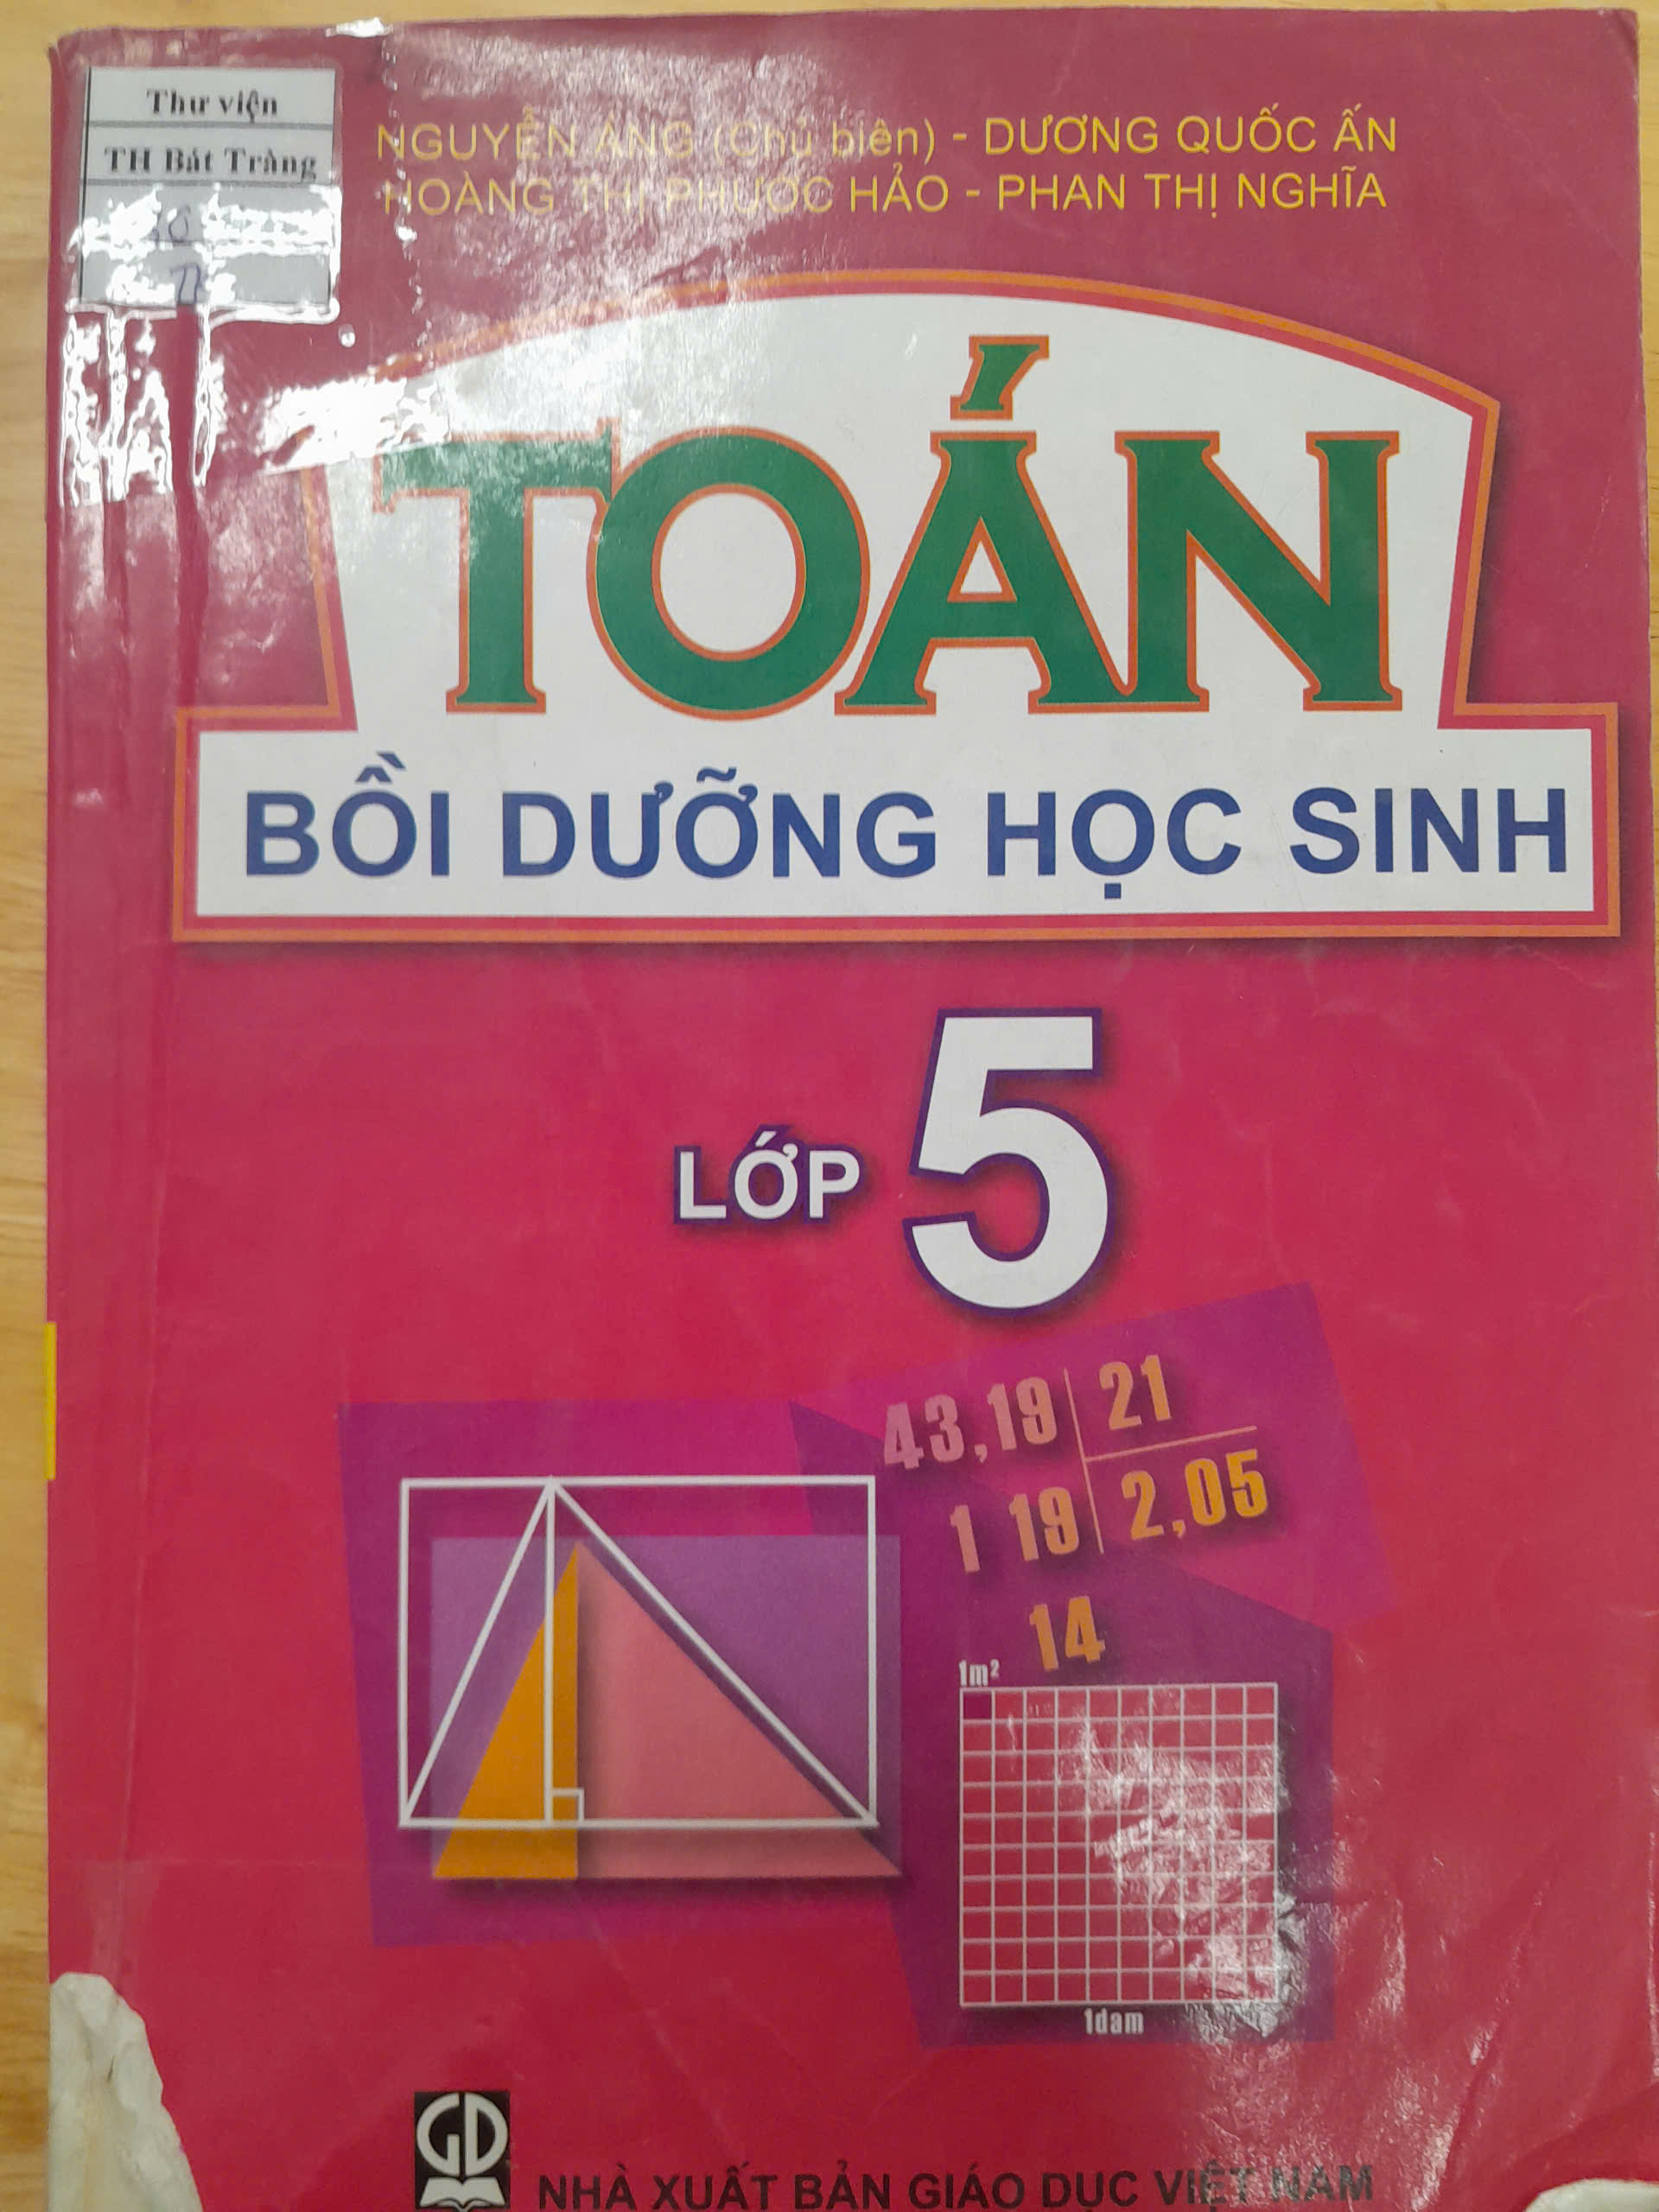 Thư viện
TH Bát Tràng
NGUYỄN ÁNG (Chủ biên) - DƯƠNG QUỐC ẤN
HOÀNG THỊ PHƯỚC HẢO - PHAN THỊ NGHĨA
TOÁN
BỒI DƯỠNG HỌC SINH
LỚP 5
43,19 21
1 19 2,05
14
1m²
1dam
GD
NHÀ XUẤT BẢN GIÁO DỤC VIỆT NAM